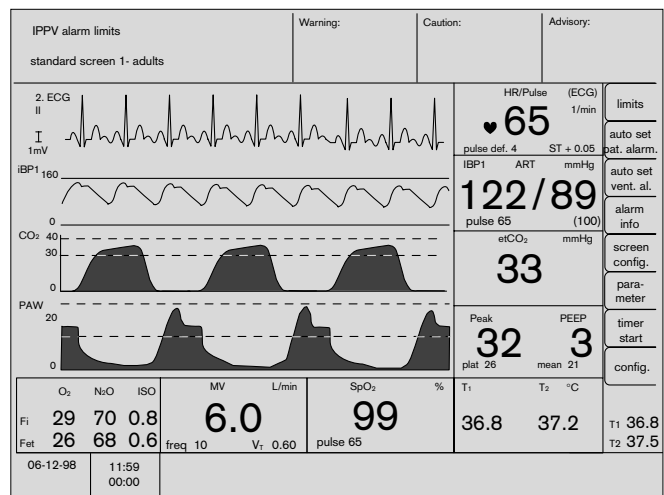 IPPV alarm limits
standard screen 1- adults
Warning:
Caution:
Advisory:
2. ECG
II
1mV
iBP1
160
0
CO₂
40
30
0
PAW
20
0
HR/Pulse (ECG)
65 1/min
pulse def. 4 ST + 0.05
IBP1 ART mmHg
122/89
pulse 65 (100)
etCO₂ mmHg
33
Peak PEEP
32 3
plat 26 mean 21
limits
auto set
pat. alarm.
auto set
vent. al.
alarm
info
screen
config.
para-
meter
timer
start
config.
O₂ N₂O ISO
Fi 29 70 0.8
Fet 26 68 0.6
MV L/min
6.0
freq 10 VT 0.60
SpO₂ %
99
pulse 65
T1 T2 °C
36.8 37.2
T1 36.8
T2 37.5
06-12-98
11:59
00:00